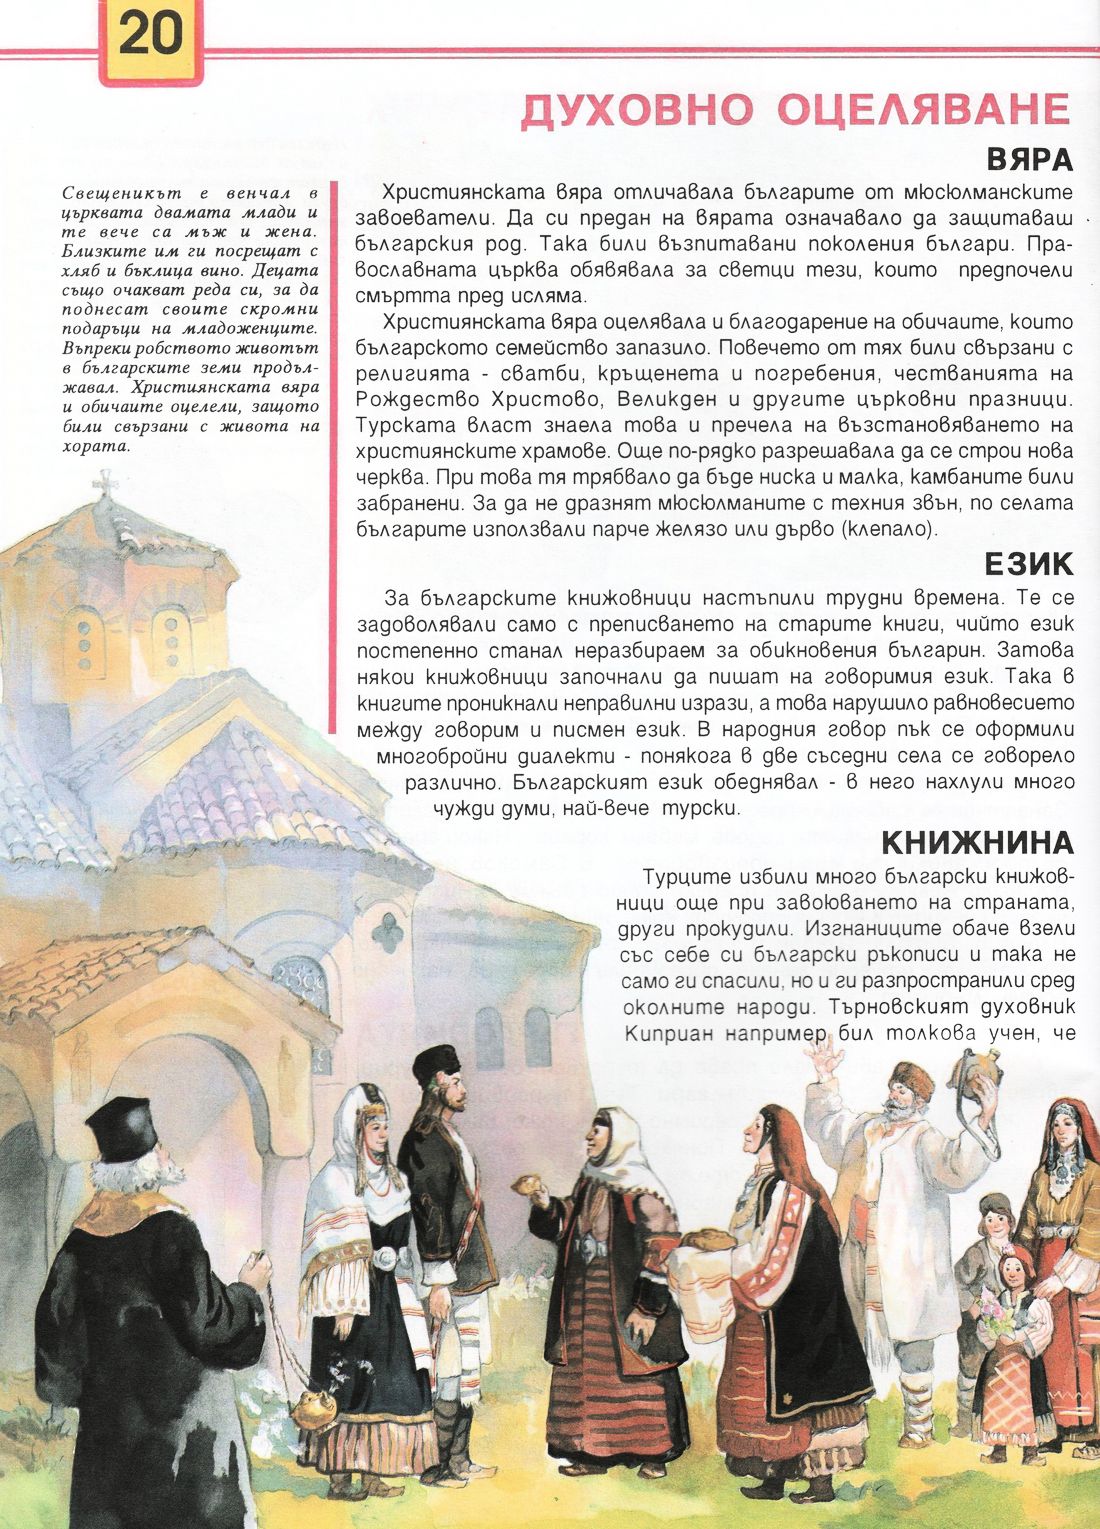 20
ДУХОВНО ОЦЕЛЯВАНЕ
Свещеникът е венчал в
църквата двамата млади и
те вече са мъж и жена.
Близките им ги посрещат с
хляб и бъклица вино. Децата
също очакват реда си, за да
поднесат своите скромни
подаръци на младоженците.
Въпреки робството животът
в българските земи продъл-
жавал. Християнската вяра
и обичаите оцелели, защото
били свързани с живота на
хората.
ВЯРА
Християнската вяра отличавала българите от мюсюлманските
завоеватели. Да си предан на вярата означавало да защитаваш
българския род. Така били възпитавани поколения българи. Пра-
вославната църква обявявала за светци тези, които предпочели
смъртта пред исляма.
Християнската вяра оцелявала и благодарение на обичаите, които
българското семейство запазило. Повечето от тях били свързани с
религията - сватби, кръщенета и погребения, честванията на
Рождество Христово, Великден и другите църковни празници.
Турската власт знаела това и пречела на възстановяването на
християнските храмове. Още по-рядко разрешавала да се строи нова
черква. При това тя трябвало да бъде ниска и малка, камбаните били
забранени. За да не дразнят мюсюлманите с техния звън, по селата
българите използвали парче желязо или дърво (клепало).
ЕЗИК
За българските книжовници настъпили трудни времена. Те се
задоволявали само с преписването на старите книги, чийто език
постепенно станал неразбираем за обикновения българин. Затова
някои книжовници започнали да пишат на говоримия език. Така в
книгите проникнали неправилни изрази, а това нарушило равновесието
между говорим и писмен език. В народния говор пък се оформили
многобройни диалекти - понякога в две съседни села се говорело
различно. Българският език обеднявал - в него нахлули много
чужди думи, най-вече турски.
КНИЖНИНА
Турците избили много български книжов-
ници още при завоюването на страната,
други прокудили. Изгнаниците обаче взели
със себе си български ръкописи и така не
само ги спасили, но и ги разпространили сред
околните народи. Търновският духовник
Киприан например бил толкова учен, че